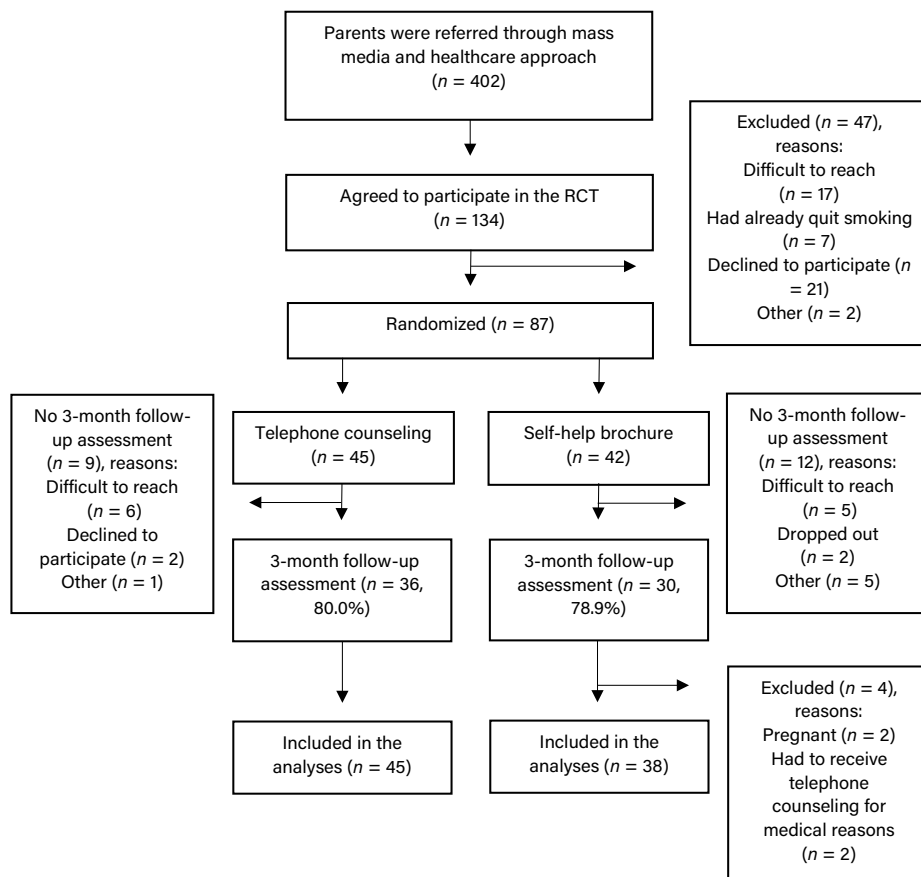 Parents were referred through mass
media and healthcare approach
(n = 402)
Excluded (n = 47),
reasons:
Difficult to reach
(n = 17)
Had already quit smoking
(n = 7)
Declined to participate (n
= 21)
Other (n = 2)
Agreed to participate in the RCT
(n = 134)
Randomized (n = 87)
No 3-month follow-
up assessment
(n = 9), reasons:
Difficult to reach
(n = 6)
Declined to
participate (n = 2)
Other (n = 1)
Telephone counseling
(n = 45)
Self-help brochure
(n = 42)
No 3-month follow-
up assessment
(n = 12), reasons:
Difficult to reach
(n = 5)
Dropped out
(n = 2)
Other (n = 5)
3-month follow-up
assessment (n = 36,
80.0%)
3-month follow-up
assessment (n = 30,
78.9%)
Excluded (n = 4),
reasons:
Pregnant (n = 2)
Had to receive
telephone
counseling for
medical reasons
(n = 2)
Included in the
analyses (n = 45)
Included in the
analyses (n = 38)